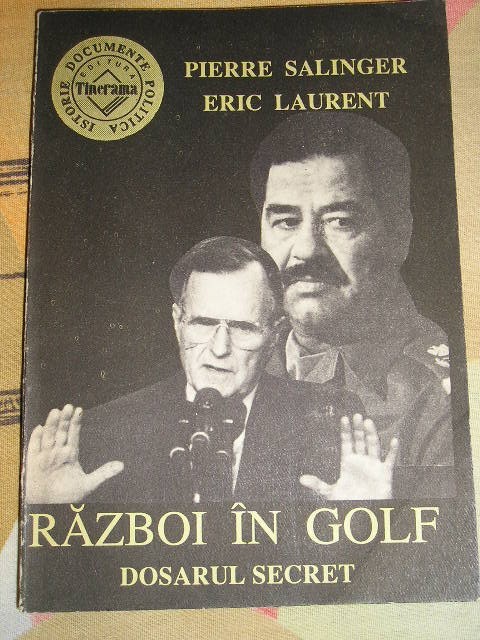 ISTORIE DOCUMENTE POLITICA
EDITURA
Tinerama
PIERRE SALINGER
ERIC LAURENT
RĂZBOI ÎN GOLF
DOSARUL SECRET